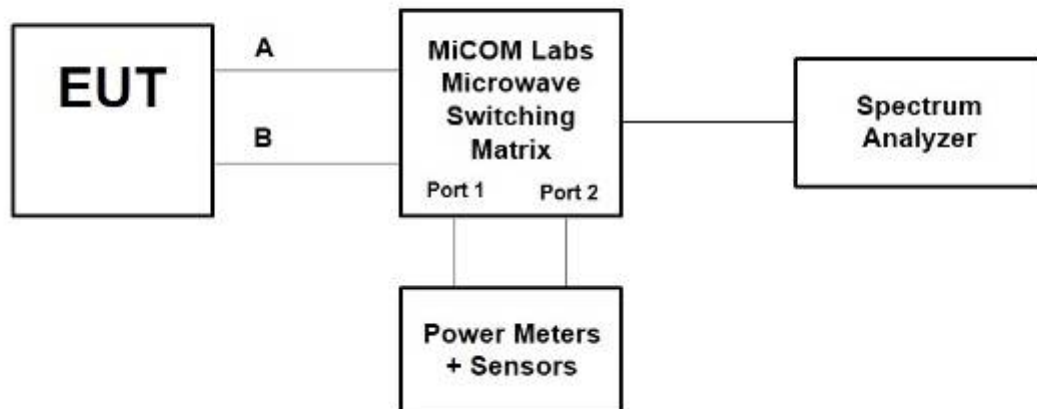 EUT
A
B
MiCOM Labs
Microwave
Switching
Matrix
Port 1
Port 2
Spectrum
Analyzer
Power Meters
+ Sensors